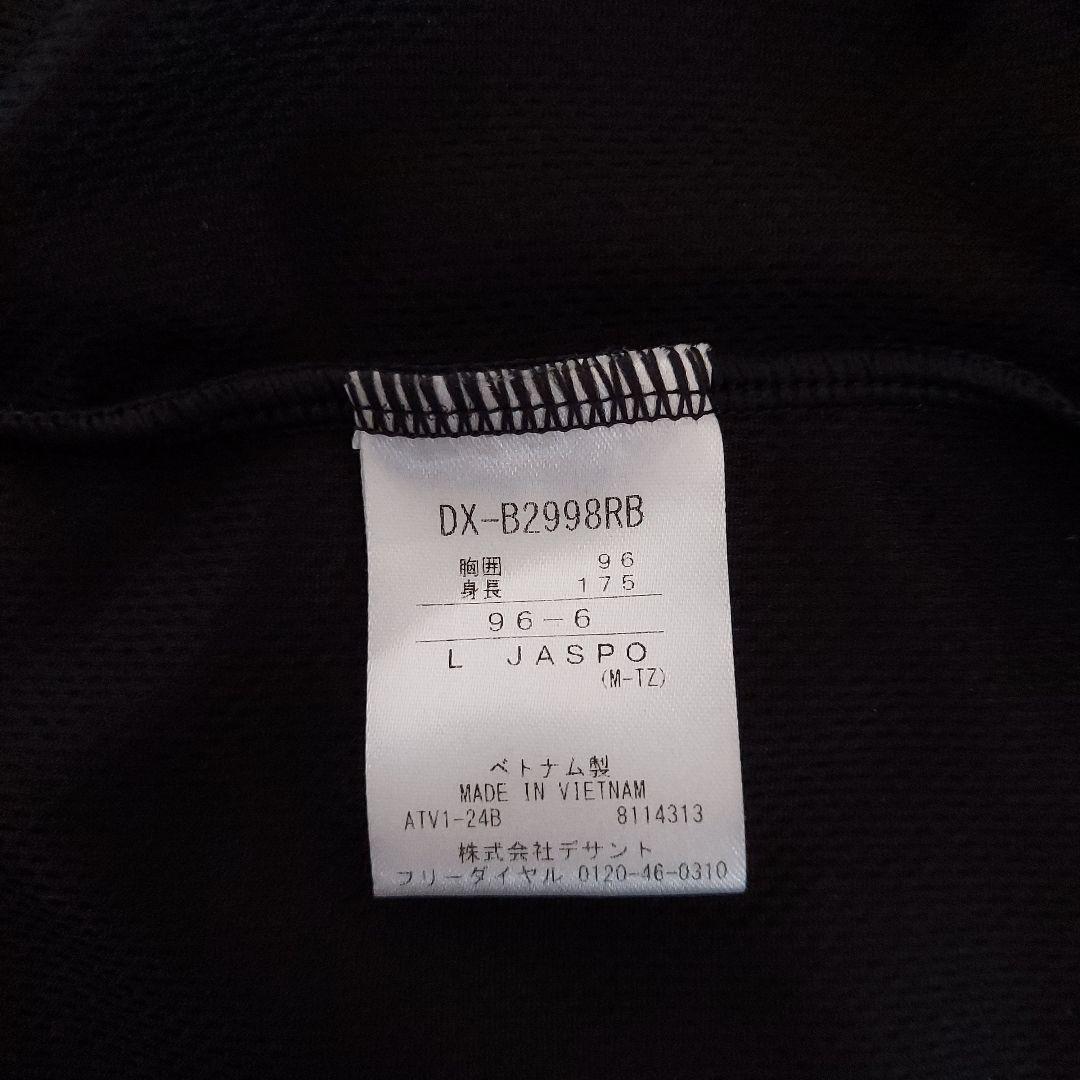 DX-B2998RB
胸囲 96
身長 175
96-6
L JASPO
(M-TZ)
ベトナム製
MADE IN VIETNAM
ATV1-24B 8114313
株式会社デサント
フリーダイヤル 0120-46-0310